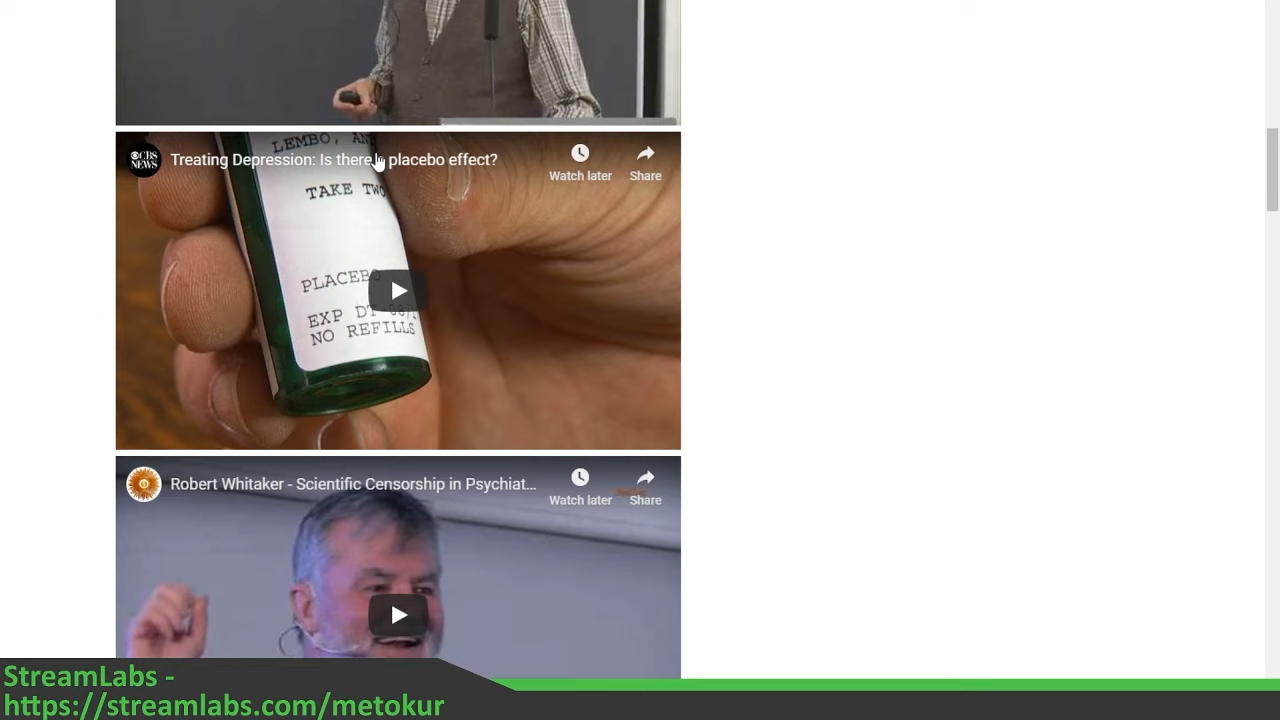 CBS NEWS
Treating Depression: Is there placebo effect?
Watch later
Share
LEMBO, AN
TAKE TWO
PLACEBO
EXP DT
NO REFILLS
Robert Whitaker - Scientific Censorship in Psychiat...
Watch later
Share
StreamLabs -
https://streamlabs.com/metokur